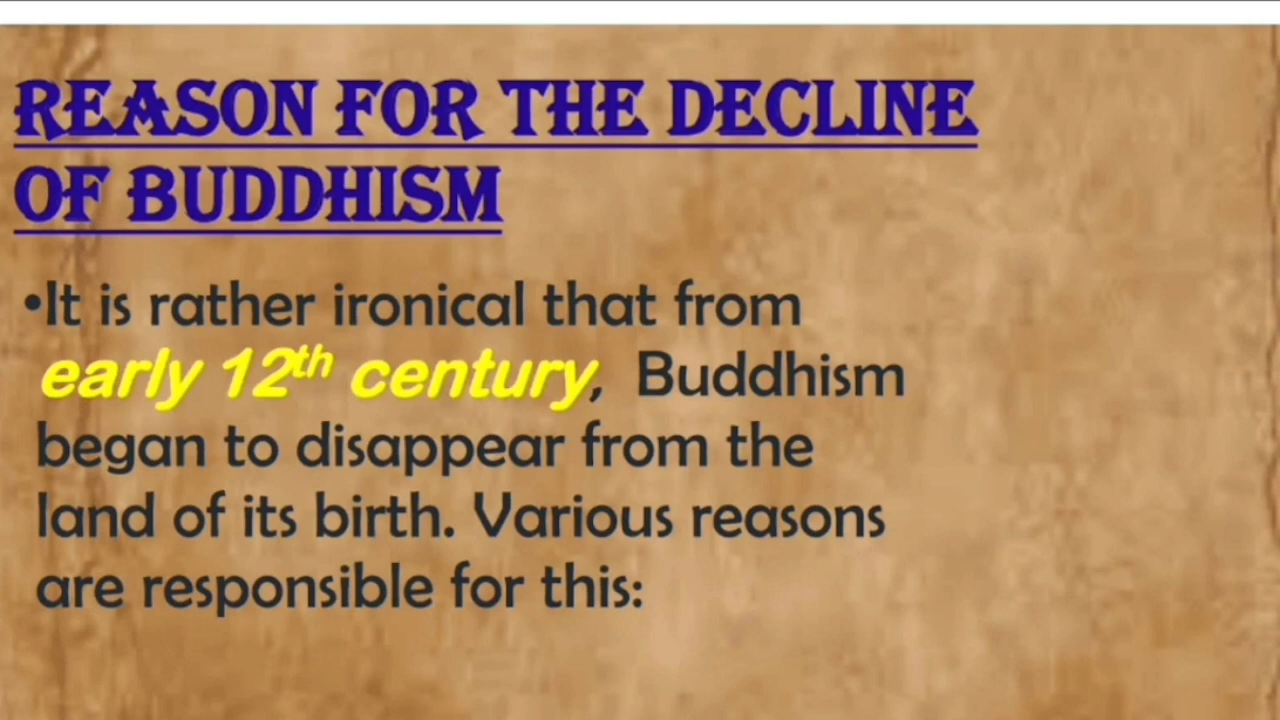 REASON FOR THE DECLINE
OF BUDDHISM
•It is rather ironical that from
early 12th century, Buddhism
began to disappear from the
land of its birth. Various reasons
are responsible for this: